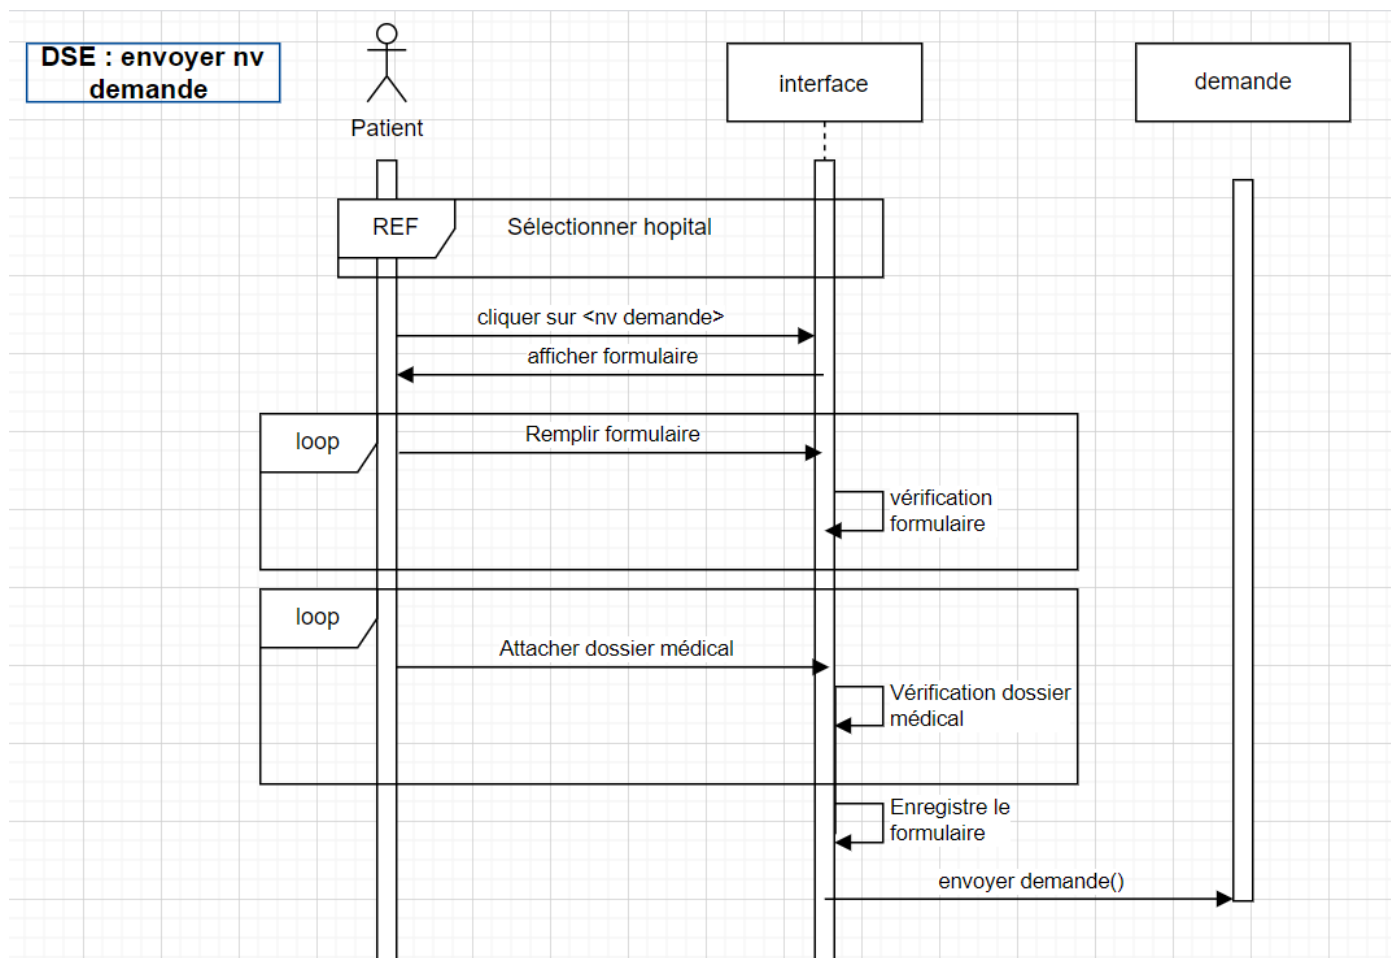 DSE : envoyer nv
demande
Patient
interface
demande
REF
Sélectionner hopital
cliquer sur <nv demande>
afficher formulaire
loop
Remplir formulaire
vérification
formulaire
loop
Attacher dossier médical
Vérification dossier
médical
Enregistre le
formulaire
envoyer demande()